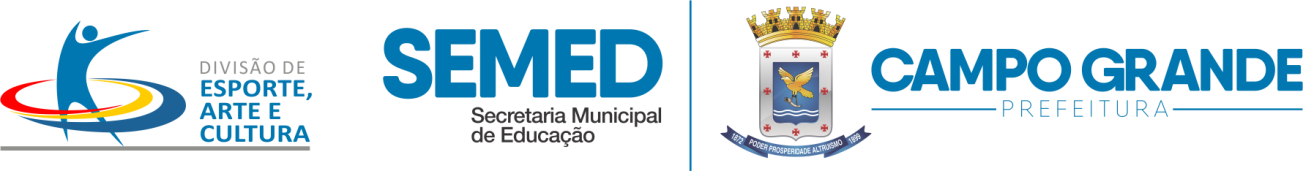 DIVISÃO DE
ESPORTE,
ARTE E
CULTURA
SEMED
Secretaria Municipal
de Educação
1872 PODER PROSPERIDADE ALTRUISMO 1899
CAMPO GRANDE
PREFEITURA